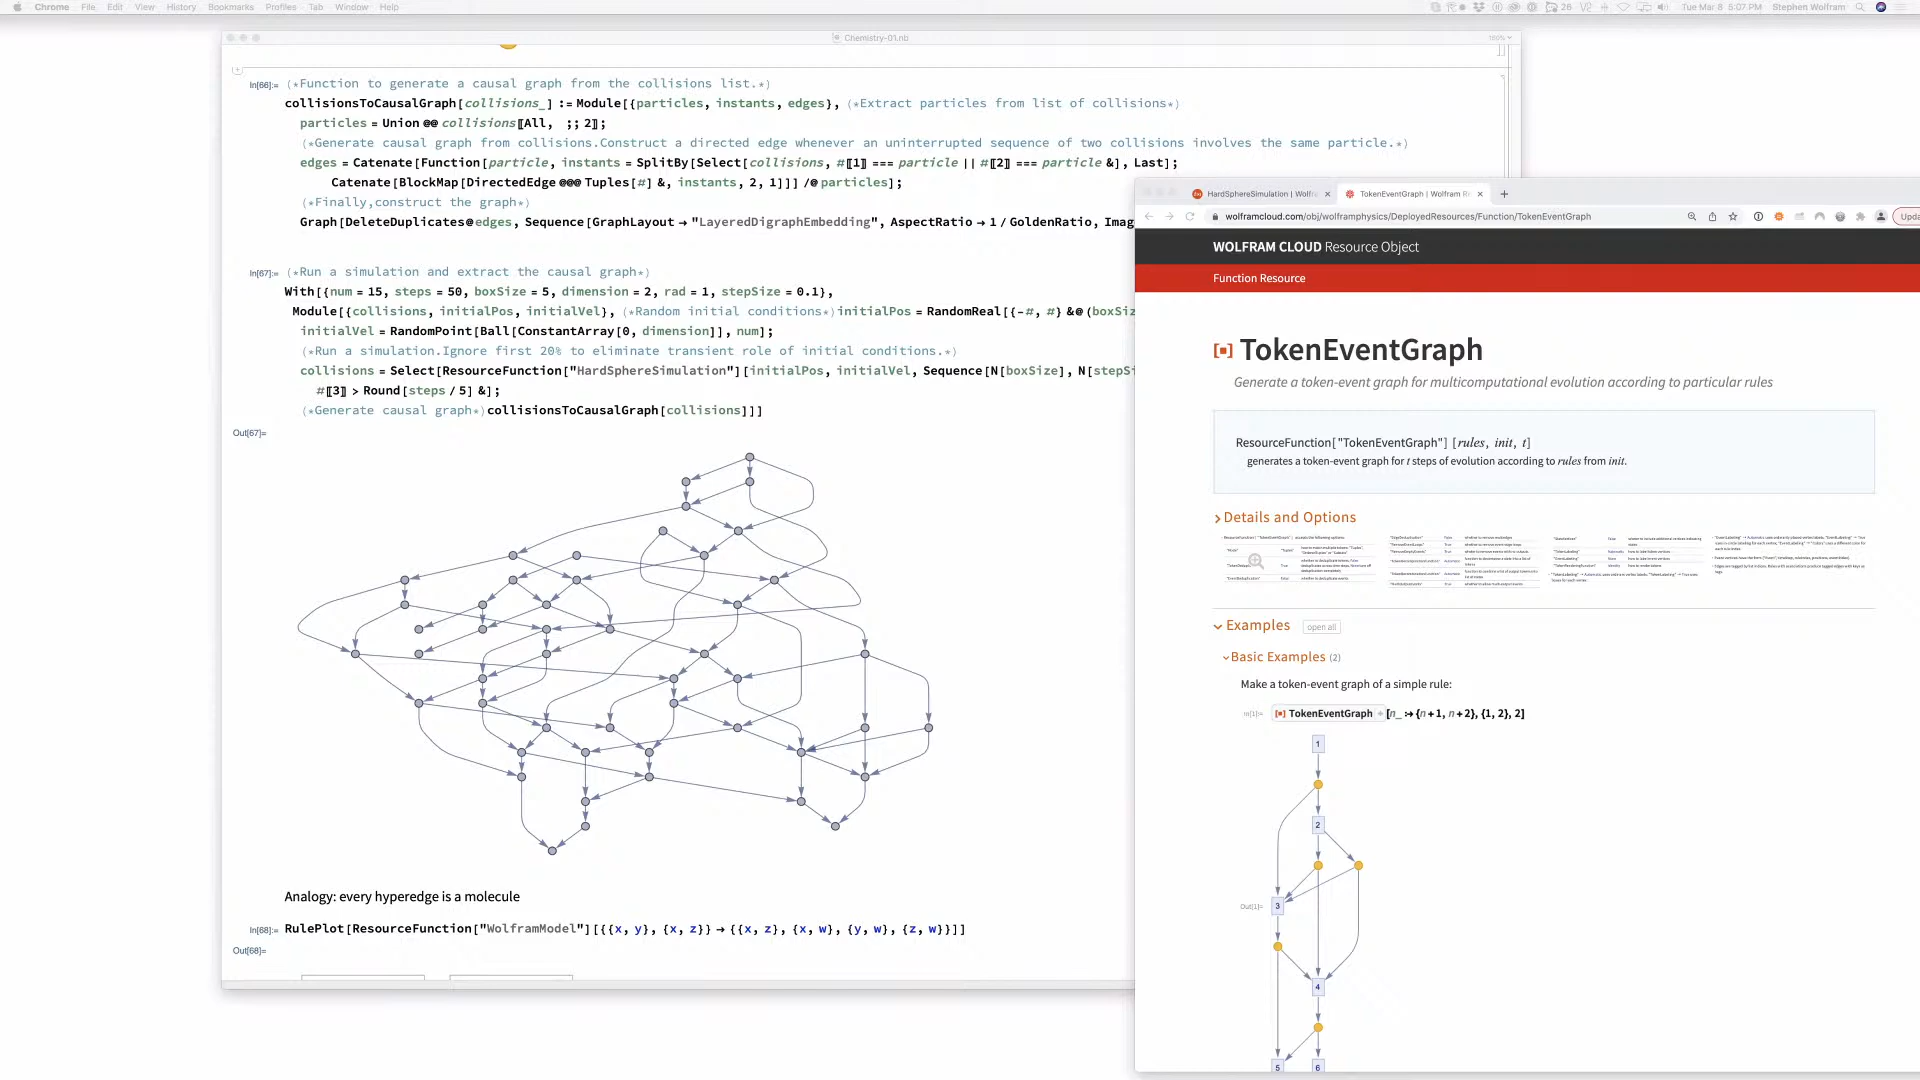 Chrome File Edit View History Bookmarks Profiles Tab Window Help
26 Tue Mar 8 5:07 PM Stephen Wolfram
Chemistry-01.nb
In[66]:= (*Function to generate a causal graph from the collisions list.*)
collisionsToCausalGraph[collisions_] := Module[{particles, instants, edges}, (*Extract particles from list of collisions*)
particles = Union @@ collisions〚All, ;; 2〛;
(*Generate causal graph from collisions.Construct a directed edge whenever an uninterrupted sequence of two collisions involves the same particle.*)
edges = Catenate[Function[particle, instants = SplitBy[Select[collisions, #〚1〛 === particle || #〚2〛 === particle &], Last];
Catenate[BlockMap[DirectedEdge @@@ Tuples[#] &, instants, 2, 1]]] /@ particles];
(*Finally,construct the graph*)
Graph[DeleteDuplicates@edges, Sequence[GraphLayout → "LayeredDigraphEmbedding", AspectRatio → 1 / GoldenRatio, Imag
In[67]:= (*Run a simulation and extract the causal graph*)
With[{num = 15, steps = 50, boxSize = 5, dimension = 2, rad = 1, stepSize = 0.1},
Module[{collisions, initialPos, initialVel}, (*Random initial conditions*)initialPos = RandomReal[{-#, #} &@ (boxSiz
initialVel = RandomPoint[Ball[ConstantArray[0, dimension]], num];
(*Run a simulation.Ignore first 20% to eliminate transient role of initial conditions.*)
collisions = Select[ResourceFunction["HardSphereSimulation"][initialPos, initialVel, Sequence[N[boxSize], N[stepSi
#〚3〛 > Round[steps / 5] &];
(*Generate causal graph*)collisionsToCausalGraph[collisions]]]
Out[67]=
Analogy: every hyperedge is a molecule
In[68]:= RulePlot[ResourceFunction["WolframModel"][{{x, y}, {x, z}} → {{x, z}, {x, w}, {y, w}, {z, w}}]]
Out[68]=
HardSphereSimulation | Wolfr
TokenEventGraph | Wolfram R
wolframcloud.com/obj/wolframphysics/DeployedResources/Function/TokenEventGraph
Upda
WOLFRAM CLOUD Resource Object
Function Resource
[▪] TokenEventGraph
Generate a token-event graph for multicomputational evolution according to particular rules
ResourceFunction["TokenEventGraph"] [rules, init, t]
generates a token-event graph for t steps of evolution according to rules from init.
Details and Options
Examples open all
Basic Examples (2)
Make a token-event graph of a simple rule:
In[1]:= [▪] TokenEventGraph + [n_ ⧴ {n + 1, n + 2}, {1, 2}, 2]
1
2
Out[1]= 3
4
5 6